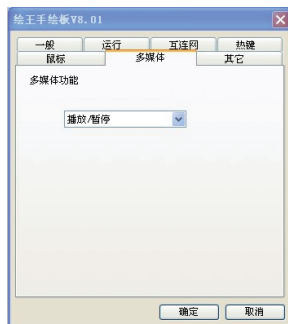 绘王手绘板V8.01
一般 运行 互连网 热键
鼠标 多媒体 其它
多媒体功能
播放/暂停
确定 取消